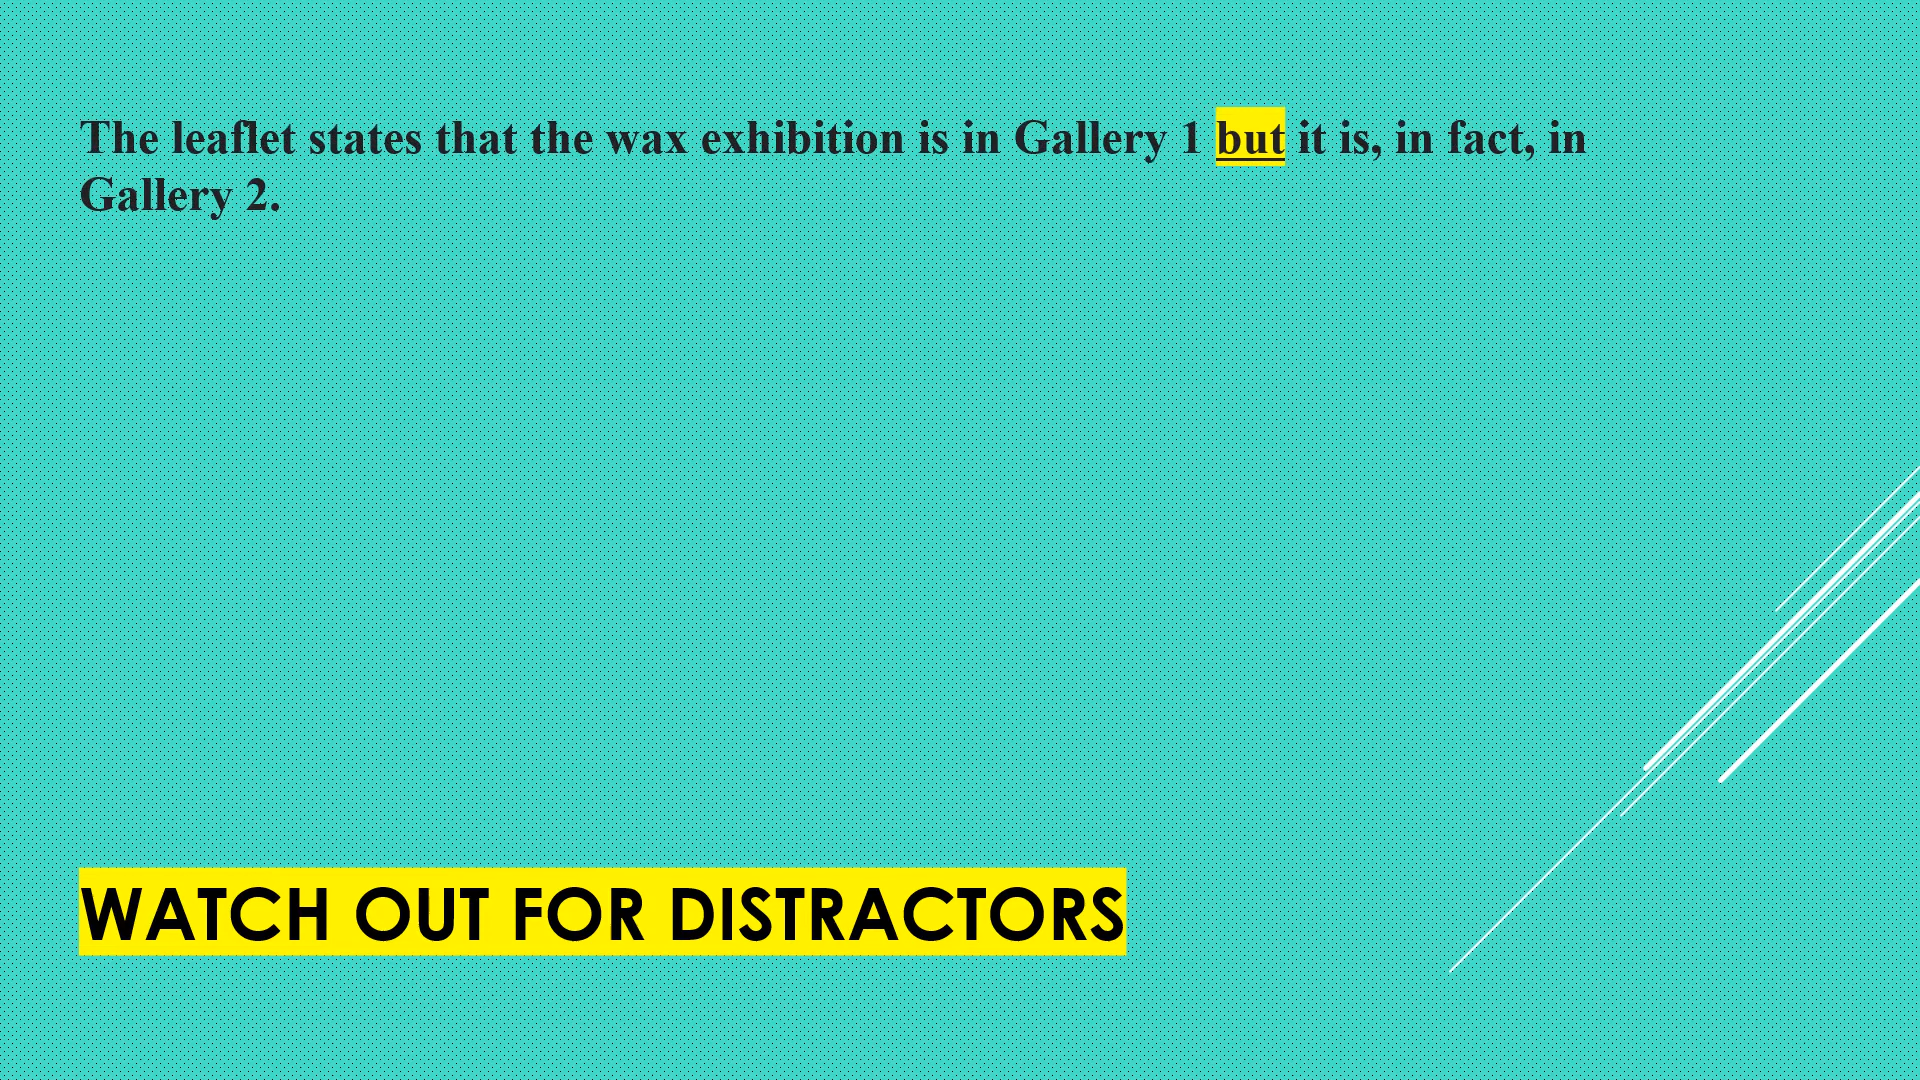 The leaflet states that the wax exhibition is in Gallery 1 but it is, in fact, in
Gallery 2.
WATCH OUT FOR DISTRACTORS